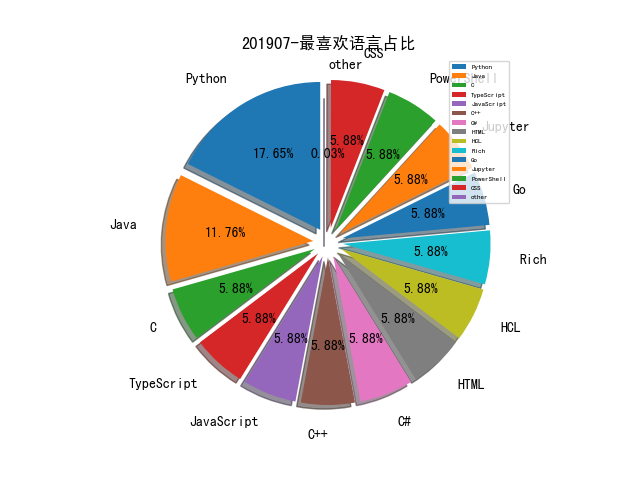 201907-最喜欢语言占比
CSS
other
Python
PowerShell
Jupyter
Go
Rich
HCL
HTML
C#
C++
JavaScript
TypeScript
C
Java
17.65%
0.03%
5.88%
5.88%
5.88%
5.88%
5.88%
5.88%
5.88%
5.88%
5.88%
5.88%
5.88%
5.88%
11.76%
Python
Java
C
TypeScript
JavaScript
C++
C#
HTML
HCL
Rich
Go
Jupyter
PowerShell
CSS
other